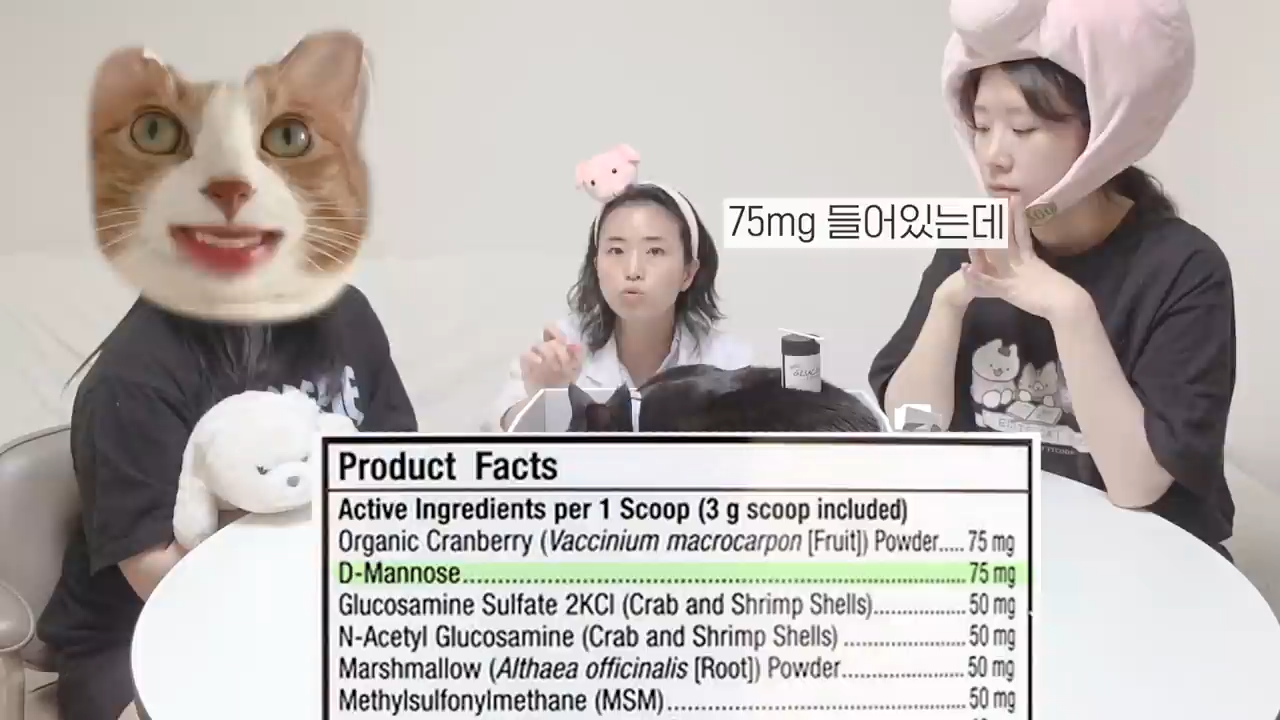 75mg 들어있는데
Product Facts
Active Ingredients per 1 Scoop (3 g scoop included)
Organic Cranberry (Vaccinium macrocarpon [Fruit]) Powder..... 75 mg
D-Mannose.................................................................................... 75 mg
Glucosamine Sulfate 2KCl (Crab and Shrimp Shells)................ 50 mg
N-Acetyl Glucosamine (Crab and Shrimp Shells) ..................... 50 mg
Marshmallow (Althaea officinalis [Root]) Powder...................... 50 mg
Methylsulfonylmethane (MSM)................................................... 50 mg